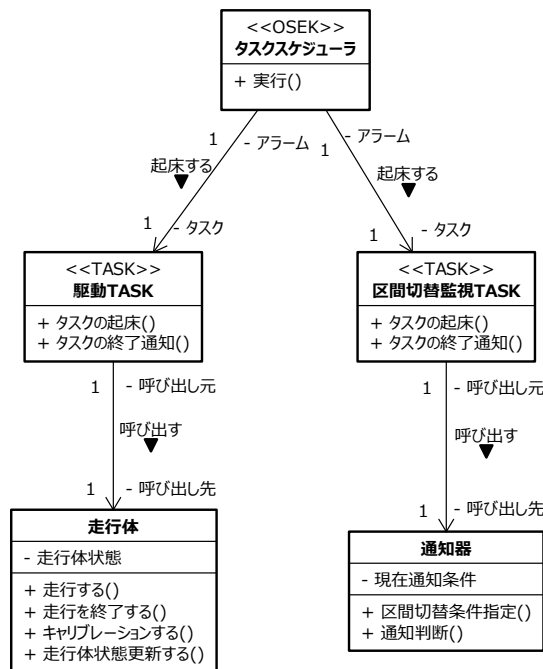 <<OSEK>>
タスクスケジューラ
+ 実行()
1
- アラーム
1
- アラーム
起床する
起床する
1
- タスク
1
- タスク
<<TASK>>
駆動TASK
+ タスクの起床()
+ タスクの終了通知()
<<TASK>>
区間切替監視TASK
+ タスクの起床()
+ タスクの終了通知()
1
- 呼び出し元
1
- 呼び出し元
呼び出す
呼び出す
1
- 呼び出し先
1
- 呼び出し先
走行体
- 走行体状態
+ 走行する()
+ 走行を終了する()
+ キャリブレーションする()
+ 走行体状態更新する()
通知器
- 現在通知条件
+ 区間切替条件指定()
+ 通知判断()